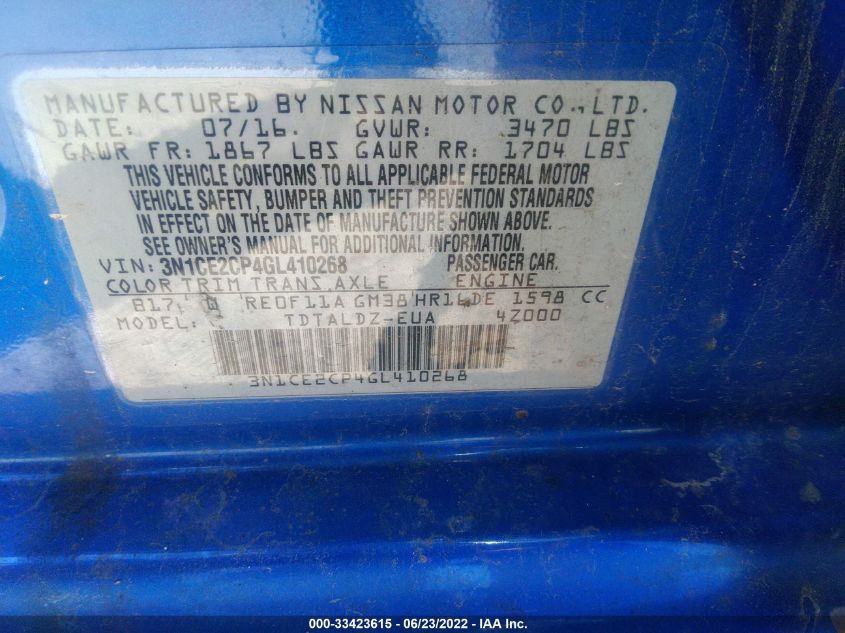 MANUFACTURED BY NISSAN MOTOR CO.,LTD.
DATE: 07/16. GVWR: 3470 LBS
GAWR FR: 1867 LBS GAWR RR: 1704 LBS
THIS VEHICLE CONFORMS TO ALL APPLICABLE FEDERAL MOTOR
VEHICLE SAFETY, BUMPER AND THEFT PREVENTION STANDARDS
IN EFFECT ON THE DATE OF MANUFACTURE SHOWN ABOVE.
SEE OWNER'S MANUAL FOR ADDITIONAL INFORMATION.
VIN: 3N1CE2CP4GL410268 PASSENGER CAR.
COLOR TRIM TRANS. AXLE ENGINE
B17, RE0F11A GM38 HR16DE 1598 CC
MODEL: TDTALDZ-EUA 4Z000
3N1CE2CP4GL410268
000-33423615 - 06/23/2022 - IAA Inc.